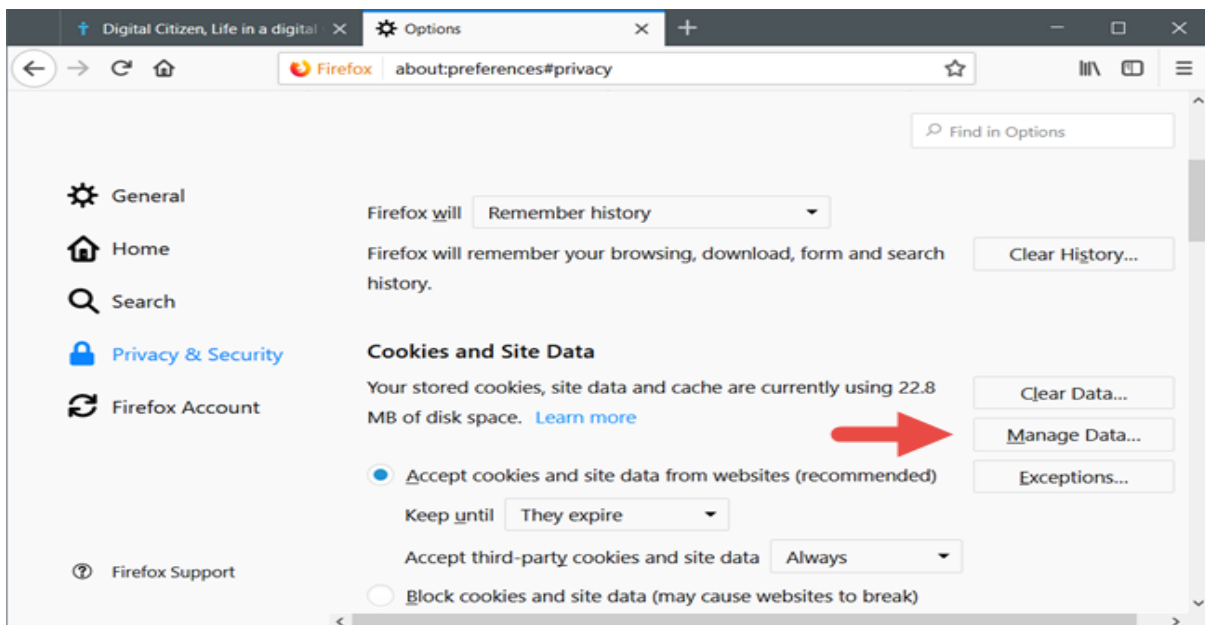 Digital Citizen, Life in a digital
Options
Firefox about:preferences#privacy
Find in Options
General
Home
Search
Privacy & Security
Firefox Account
Firefox Support
Firefox will Remember history
Firefox will remember your browsing, download, form and search
history.
Clear History...
Cookies and Site Data
Your stored cookies, site data and cache are currently using 22.8
MB of disk space. Learn more
Clear Data...
Manage Data...
Accept cookies and site data from websites (recommended)
Exceptions...
Keep until They expire
Accept third-party cookies and site data Always
Block cookies and site data (may cause websites to break)